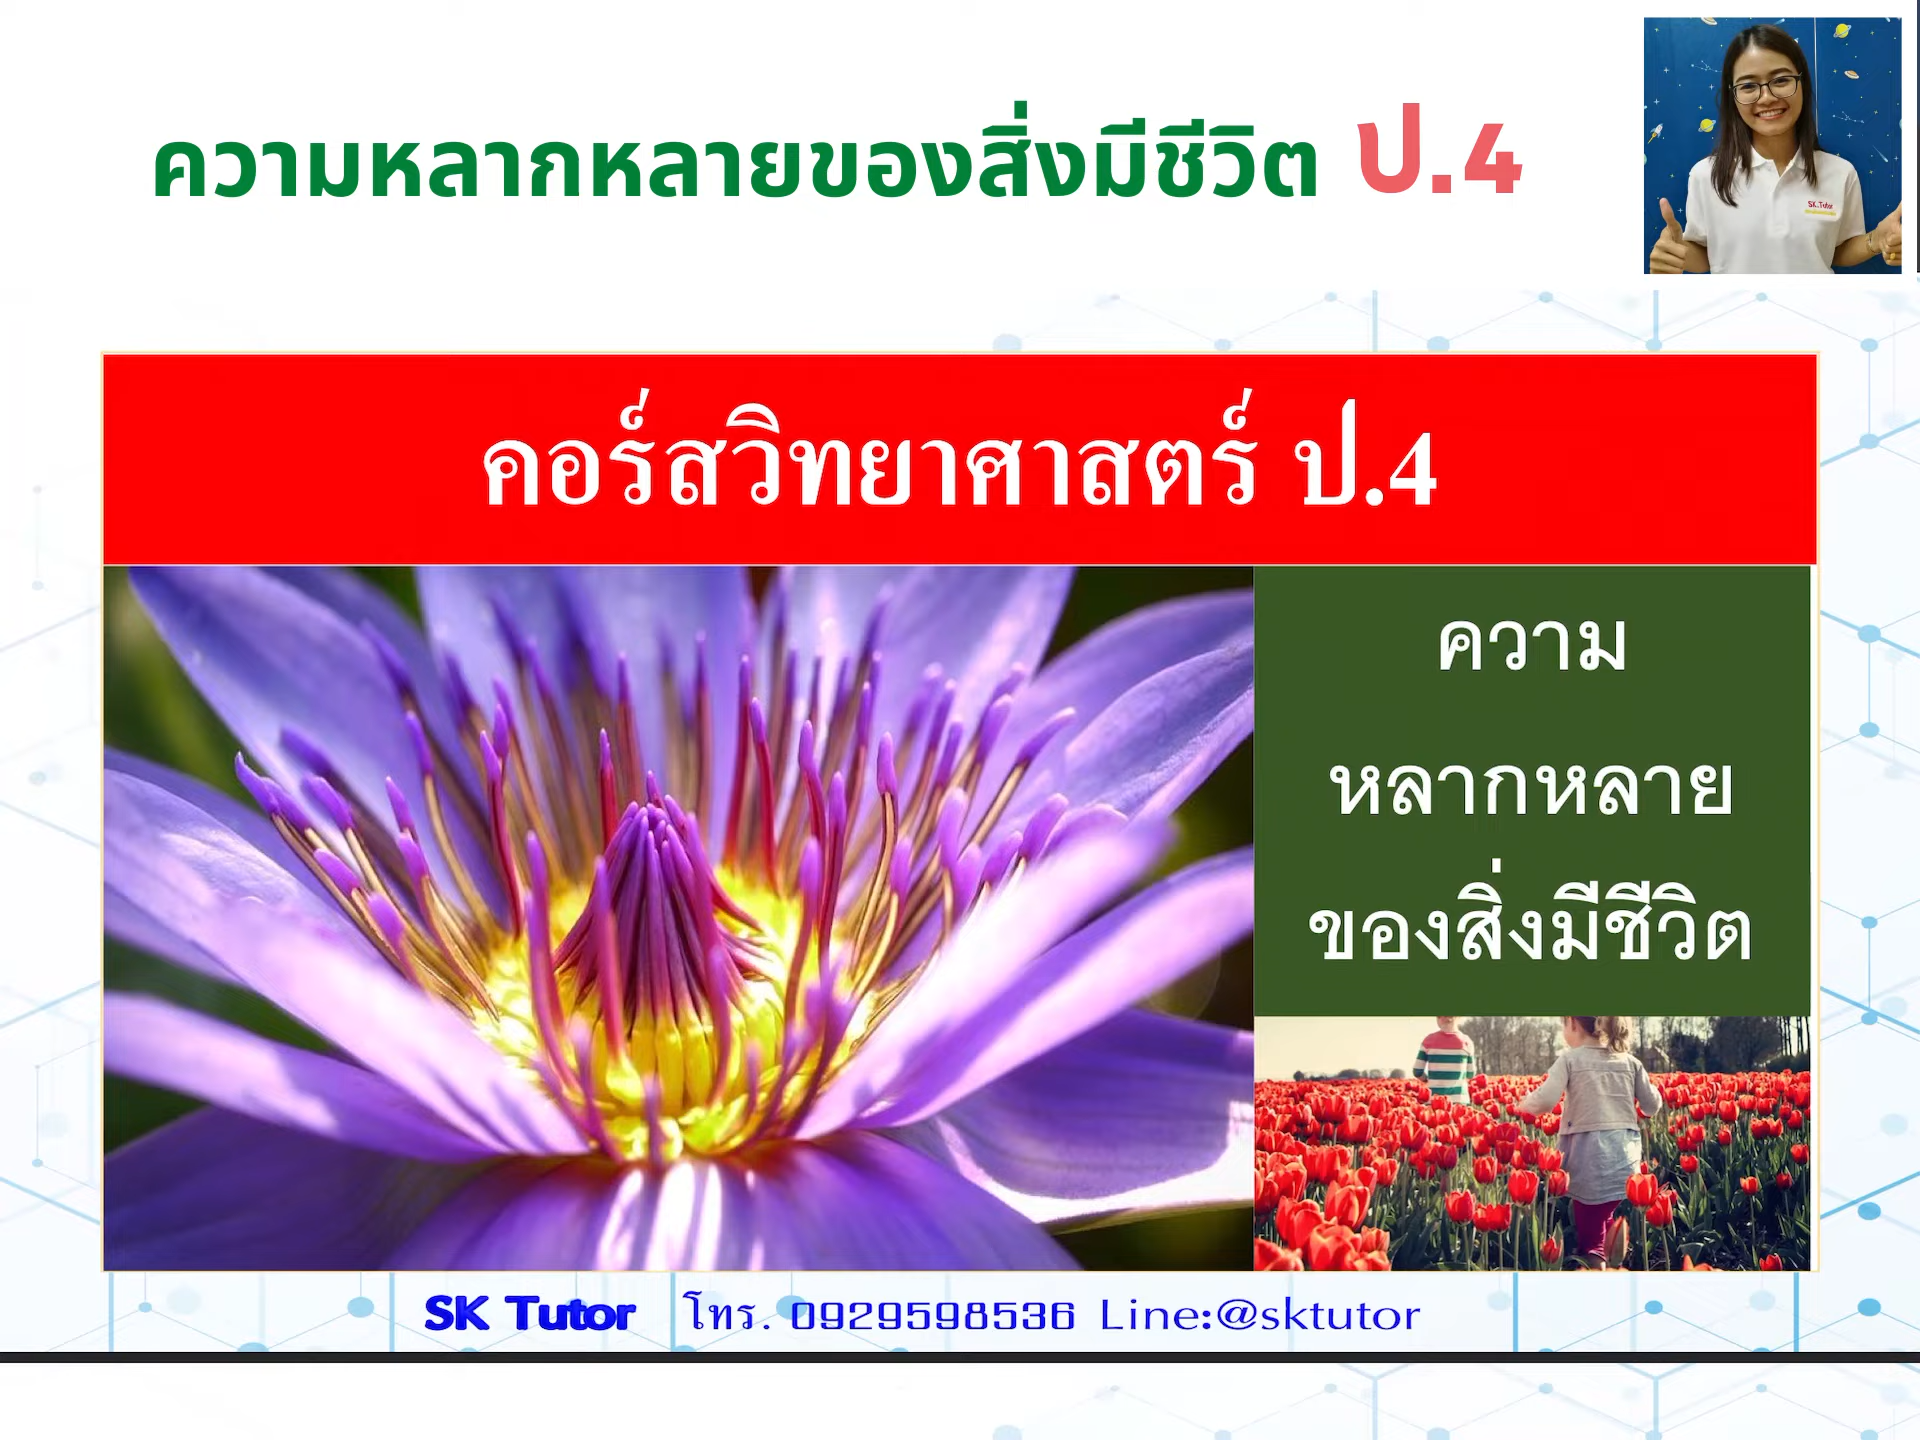 ความหลากหลายของสิ่งมีชีวิต ป.4
SK.Tutor
คอร์สวิทยาศาสตร์ ป.4
ความ
หลากหลาย
ของสิ่งมีชีวิต
SK Tutor โทร. 0929598536 Line:@sktutor